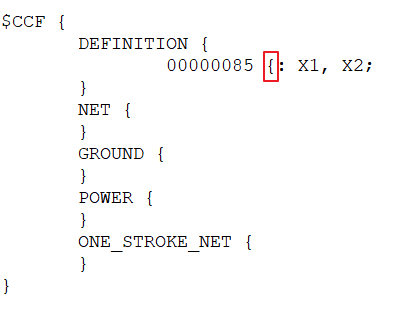 $CCF {
DEFINITION {
00000085 {: X1, X2;
}
NET {
}
GROUND {
}
POWER {
}
ONE_STROKE_NET {
}
}